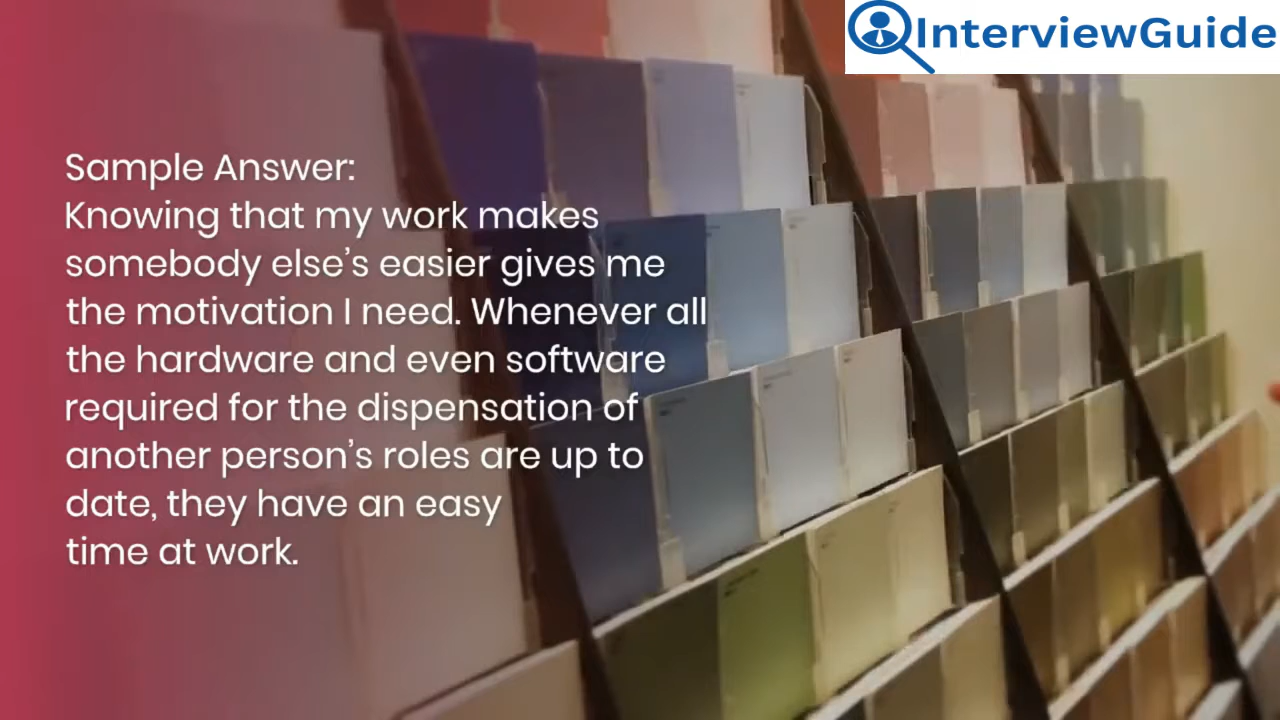 InterviewGuide
Sample Answer:
Knowing that my work makes
somebody else’s easier gives me
the motivation I need. Whenever all
the hardware and even software
required for the dispensation of
another person’s roles are up to
date, they have an easy
time at work.